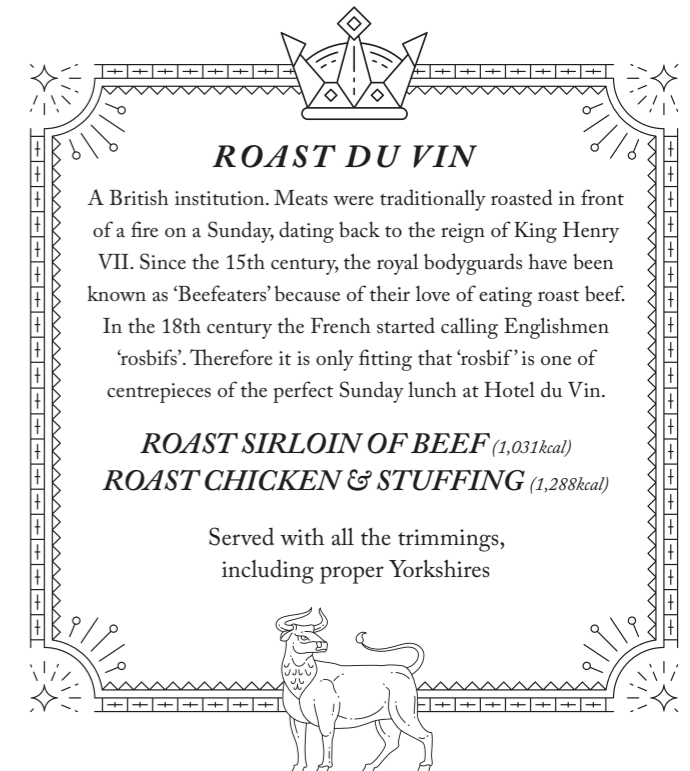 ROAST DU VIN
A British institution. Meats were traditionally roasted in front
of a fire on a Sunday, dating back to the reign of King Henry
VII. Since the 15th century, the royal bodyguards have been
known as ‘Beefeaters’ because of their love of eating roast beef.
In the 18th century the French started calling Englishmen
‘rosbifs’. Therefore it is only fitting that ‘rosbif’ is one of
centrepieces of the perfect Sunday lunch at Hotel du Vin.
ROAST SIRLOIN OF BEEF (1,031kcal)
ROAST CHICKEN & STUFFING (1,288kcal)
Served with all the trimmings,
including proper Yorkshires